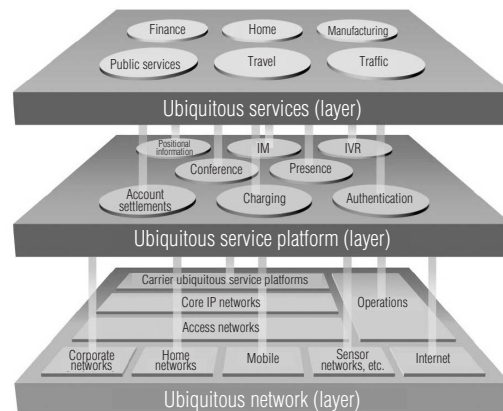 Finance
Home
Manufacturing
Public services
Travel
Traffic
Ubiquitous services (layer)
Positional
information
IM
IVR
Conference
Presence
Account
settlements
Charging
Authentication
Ubiquitous service platform (layer)
Carrier ubiquitous service platforms
Core IP networks
Operations
Access networks
Corporate
networks
Home
networks
Mobile
Sensor
networks, etc.
Internet
Ubiquitous network (layer)